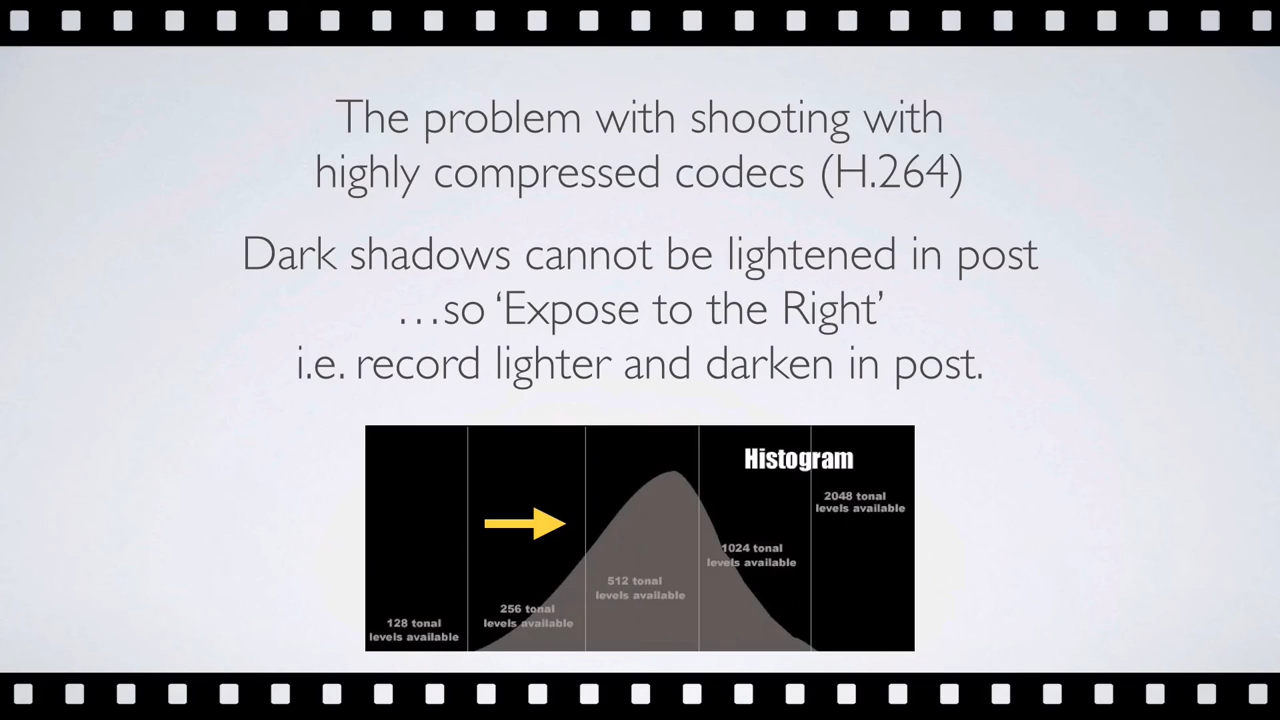 The problem with shooting with
highly compressed codecs (H.264)
Dark shadows cannot be lightened in post
…so ‘Expose to the Right’
i.e. record lighter and darken in post.
Histogram
128 tonal
levels available
256 tonal
levels available
512 tonal
levels available
1024 tonal
levels available
2048 tonal
levels available